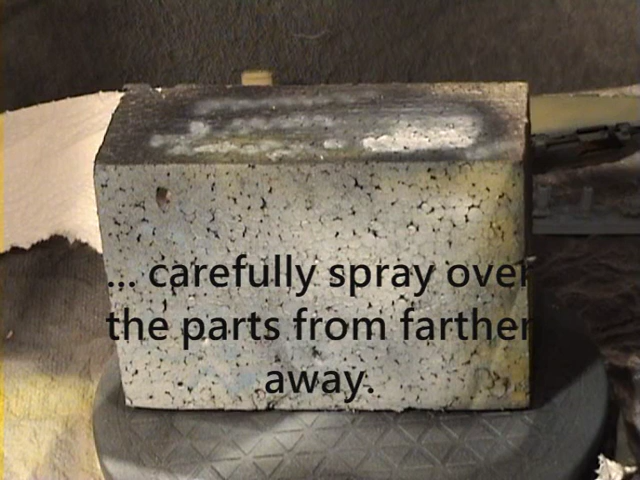 ... carefully spray over
the parts from farther
away.